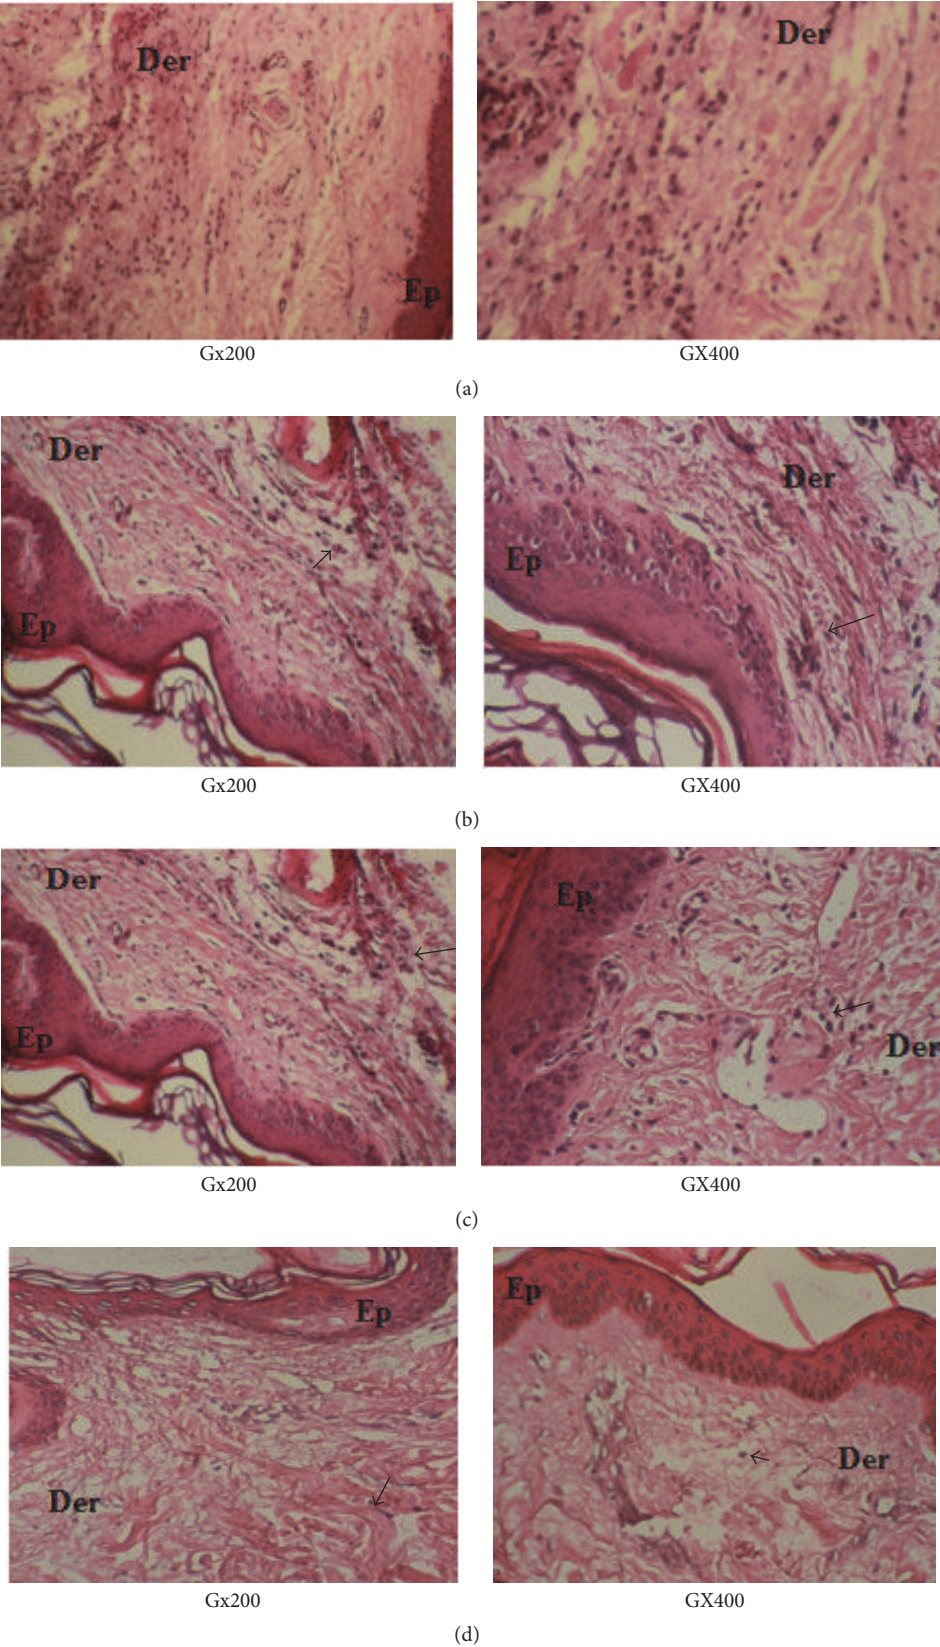 Der Der
Ep
Gx200 GX400
(a)
Der Der
Ep
Ep
Gx200 GX400
(b)
Der Ep
Ep Der
Gx200 GX400
(c)
Ep Ep
Der Der
Gx200 GX400
(d)